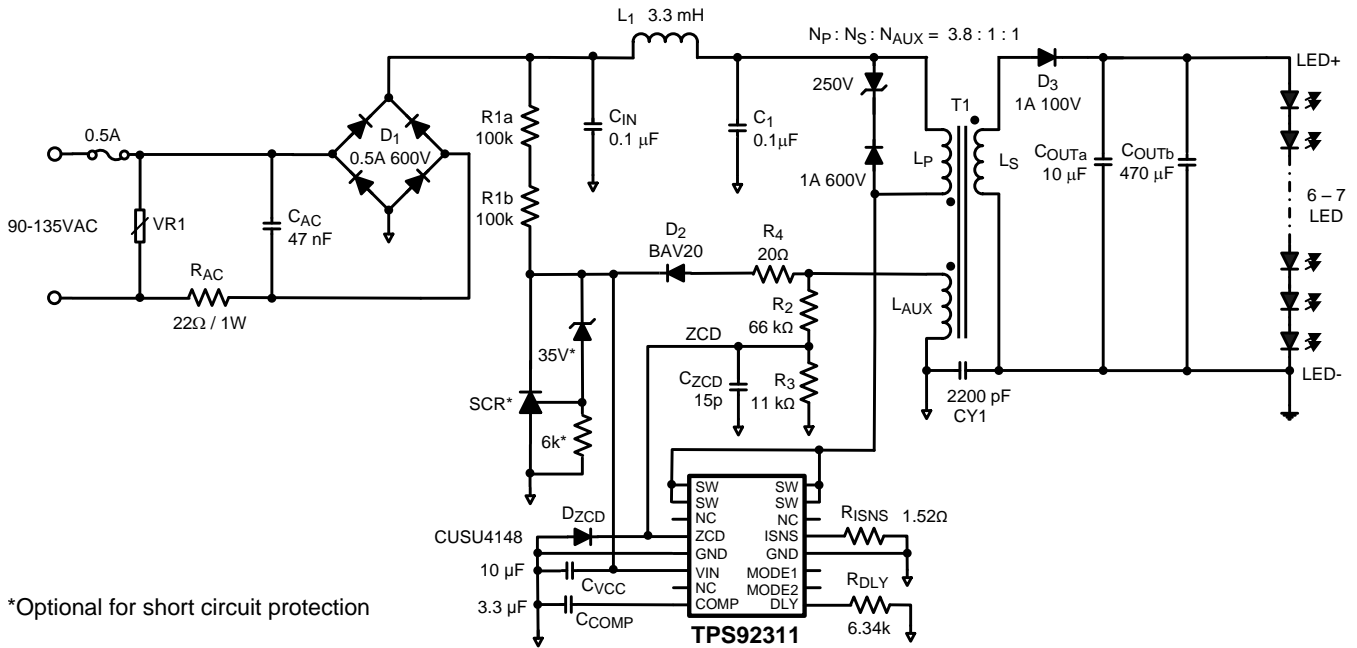 L1 3.3 mH
NP : NS : NAUX = 3.8 : 1 : 1
0.5A
90-135VAC
VR1
RAC
22Ω / 1W
CAC
47 nF
D1
0.5A 600V
R1a
100k
R1b
100k
CIN
0.1 µF
C1
0.1µF
250V
1A 600V
T1
LP
LS
D3
1A 100V
COUTa
10 µF
COUTb
470 µF
LED+
6 – 7
LED
LED-
D2
BAV20
R4
20Ω
R2
66 kΩ
LAUX
ZCD
CZCD
15p
R3
11 kΩ
2200 pF
CY1
35V*
SCR*
6k*
DZCD
CUSU4148
10 µF
CVCC
3.3 µF
CCOMP
SW
SW
NC
ZCD
GND
VIN
NC
COMP
SW
SW
NC
ISNS
GND
MODE1
MODE2
DLY
TPS92311
RISNS 1.52Ω
RDLY
6.34k
*Optional for short circuit protection